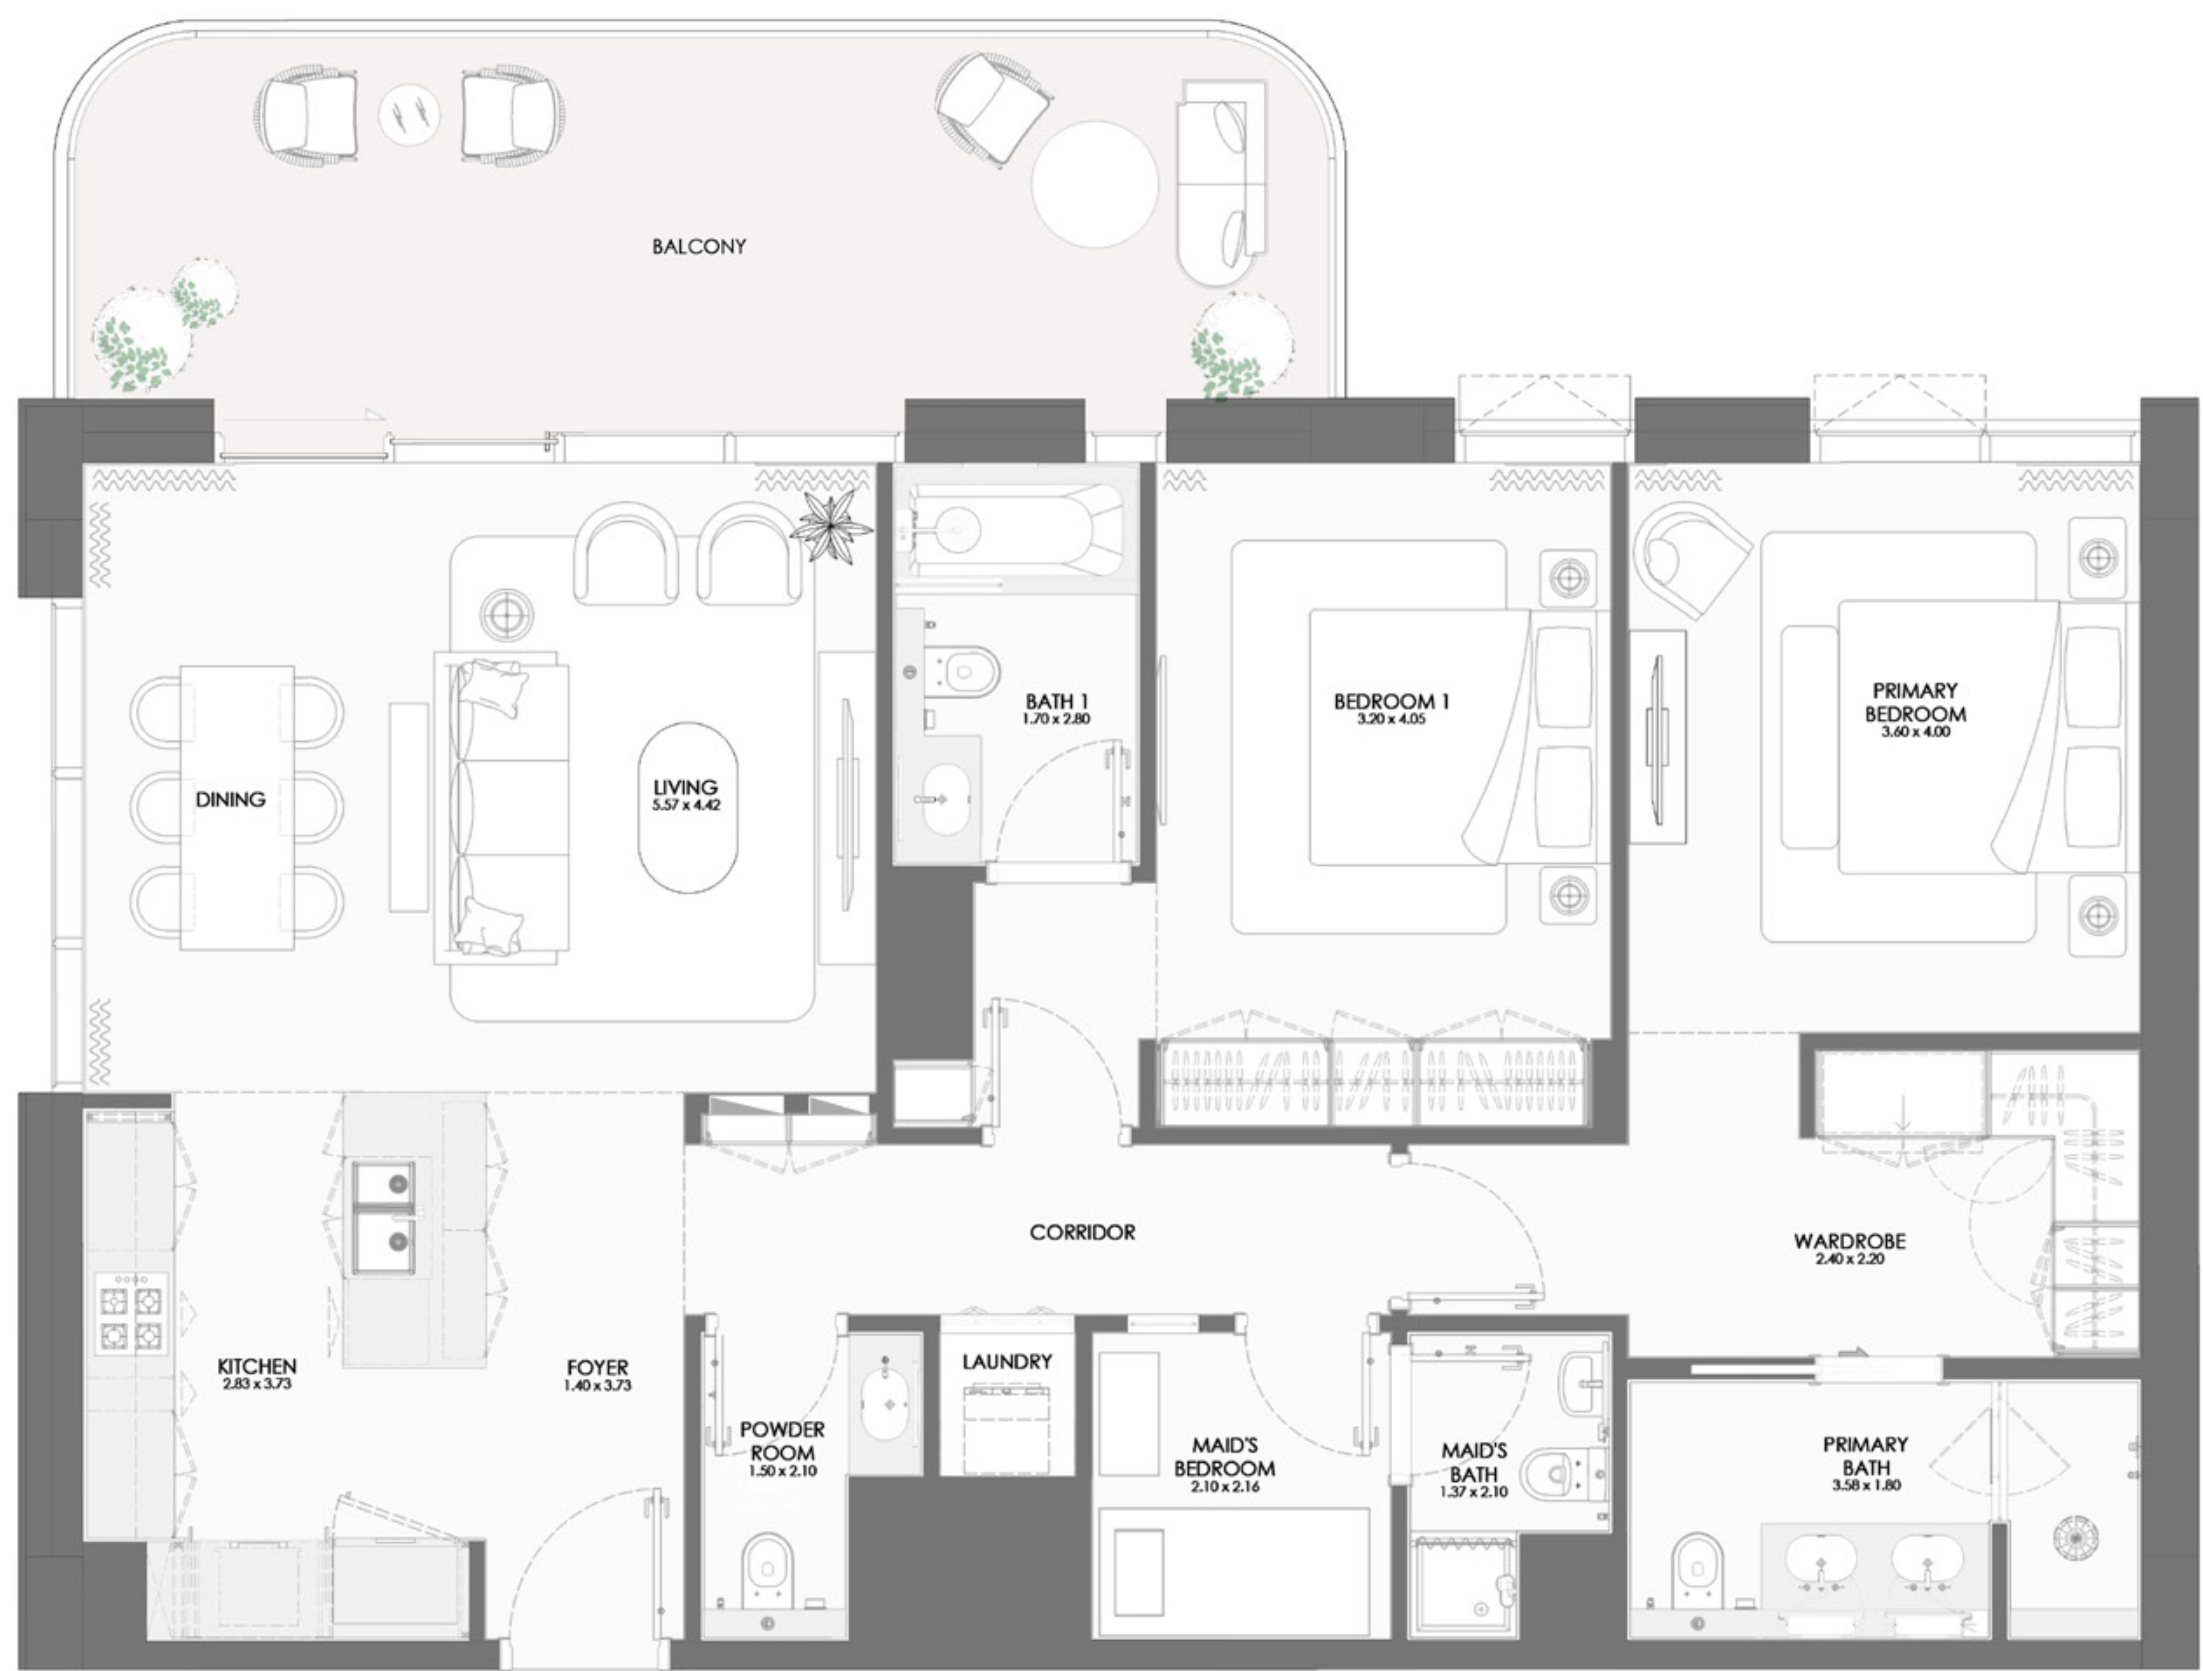 BALCONY
DINING
LIVING
5.57 x 4.42
BATH 1
1.70 x 2.80
BEDROOM 1
3.20 x 4.05
PRIMARY
BEDROOM
3.60 x 4.00
CORRIDOR
WARDROBE
2.40 x 2.20
KITCHEN
2.83 x 3.73
FOYER
1.40 x 3.73
POWDER
ROOM
1.50 x 2.10
LAUNDRY
MAID'S
BEDROOM
2.10 x 2.16
MAID'S
BATH
1.37 x 2.10
PRIMARY
BATH
3.58 x 1.80